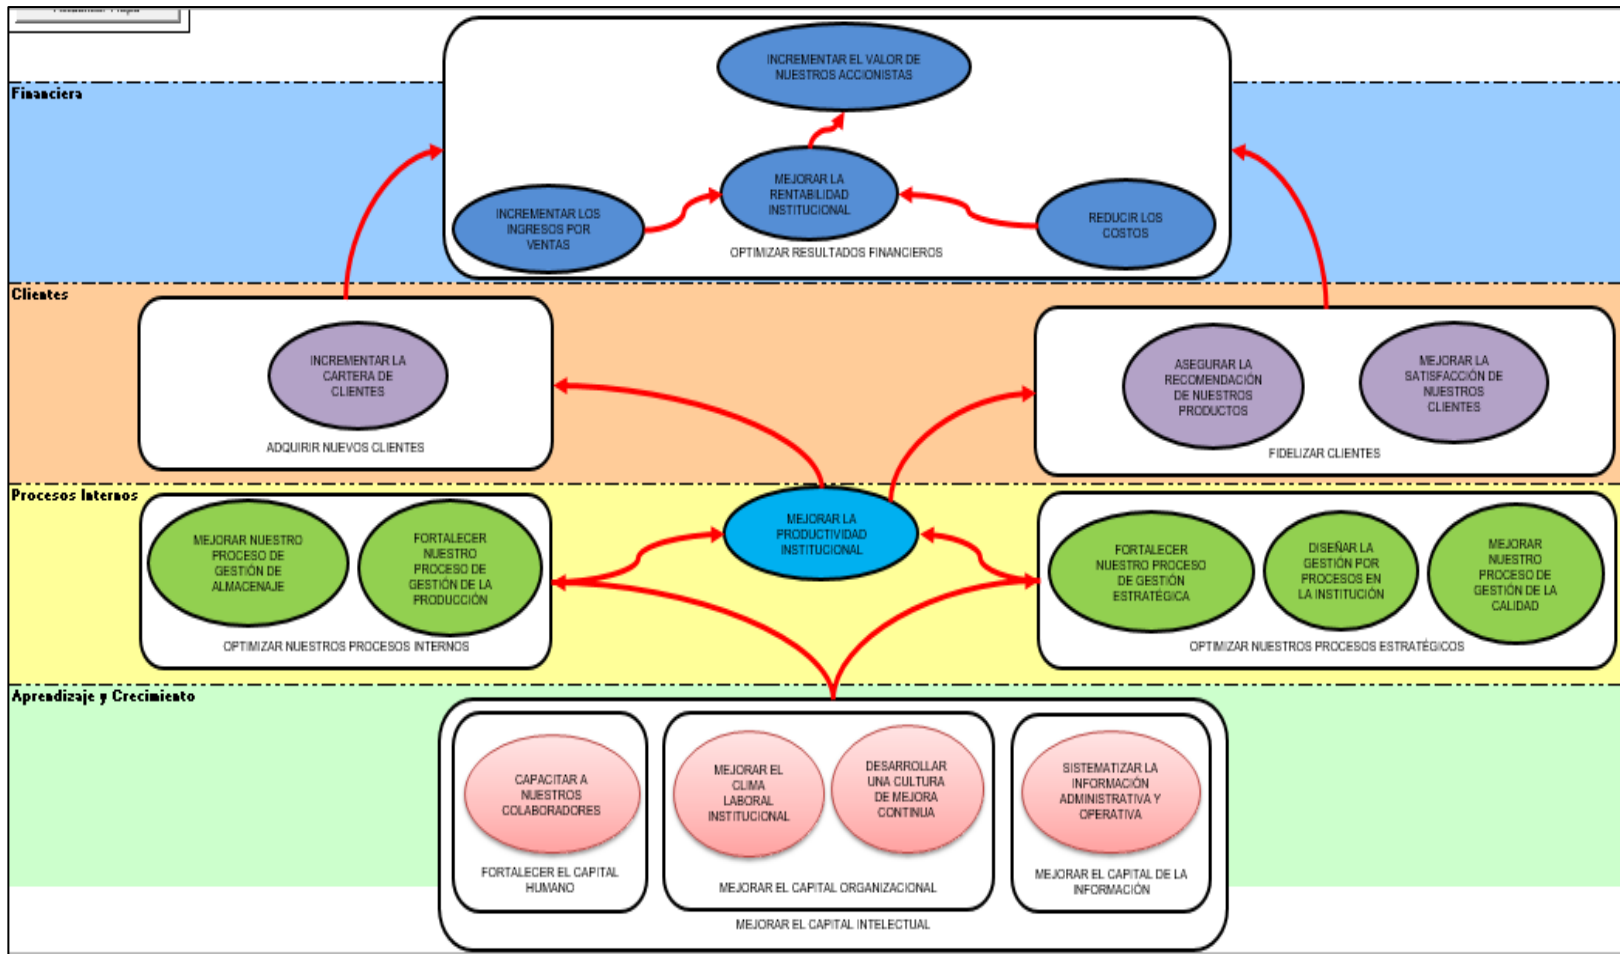 INCREMENTAR EL VALOR DE
NUESTROS ACCIONISTAS
Financiera
MEJORAR LA
RENTABILIDAD
INSTITUCIONAL
INCREMENTAR LOS
INGRESOS POR
VENTAS
REDUCIR LOS
COSTOS
OPTIMIZAR RESULTADOS FINANCIEROS
Clientes
INCREMENTAR LA
CARTERA DE
CLIENTES
ADQUIRIR NUEVOS CLIENTES
ASEGURAR LA
RECOMENDACIÓN
DE NUESTROS
PRODUCTOS
MEJORAR LA
SATISFACCIÓN DE
NUESTROS
CLIENTES
FIDELIZAR CLIENTES
Procesos Internos
MEJORAR NUESTRO
PROCESO DE
GESTIÓN DE
ALMACENAJE
FORTALECER
NUESTRO
PROCESO DE
GESTIÓN DE LA
PRODUCCIÓN
OPTIMIZAR NUESTROS PROCESOS INTERNOS
MEJORAR LA
PRODUCTIVIDAD
INSTITUCIONAL
FORTALECER
NUESTRO PROCESO
DE GESTIÓN
ESTRATÉGICA
DISEÑAR LA
GESTIÓN POR
PROCESOS EN
LA INSTITUCIÓN
MEJORAR
NUESTRO
PROCESO DE
GESTIÓN DE LA
CALIDAD
OPTIMIZAR NUESTROS PROCESOS ESTRATÉGICOS
Aprendizaje y Crecimiento
CAPACITAR A
NUESTROS
COLABORADORES
FORTALECER EL CAPITAL
HUMANO
MEJORAR EL
CLIMA
LABORAL
INSTITUCIONAL
DESARROLLAR
UNA CULTURA
DE MEJORA
CONTINUA
MEJORAR EL CAPITAL ORGANIZACIONAL
SISTEMATIZAR LA
INFORMACIÓN
ADMINISTRATIVA Y
OPERATIVA
MEJORAR EL CAPITAL DE LA
INFORMACIÓN
MEJORAR EL CAPITAL INTELECTUAL